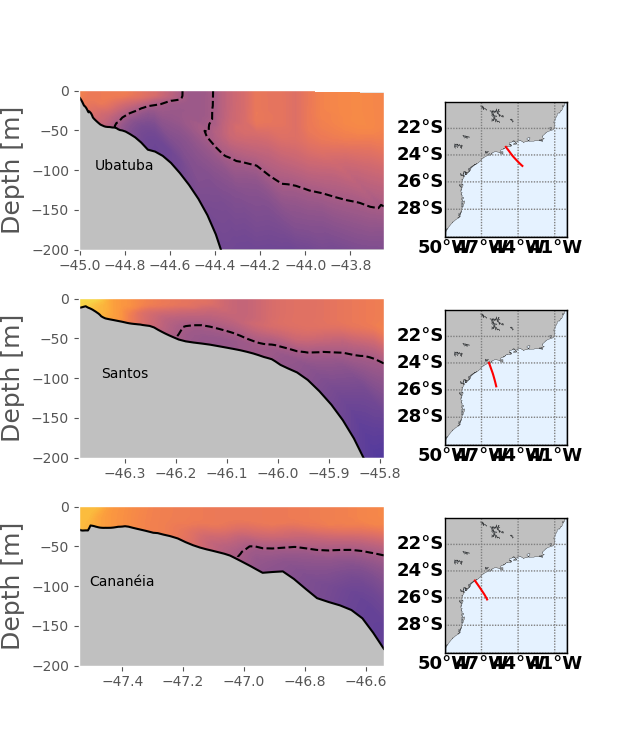 Depth [m]
0
−50
−100
−150
−200
Ubatuba
−45.0 −44.8 −44.6 −44.4 −44.2 −44.0 −43.8
22°S
24°S
26°S
28°S
50°W 47°W 44°W 41°W
Depth [m]
0
−50
−100
−150
−200
Santos
−46.3 −46.2 −46.1 −46.0 −45.9 −45.8
22°S
24°S
26°S
28°S
50°W 47°W 44°W 41°W
Depth [m]
0
−50
−100
−150
−200
Cananéia
−47.4 −47.2 −47.0 −46.8 −46.6
22°S
24°S
26°S
28°S
50°W 47°W 44°W 41°W